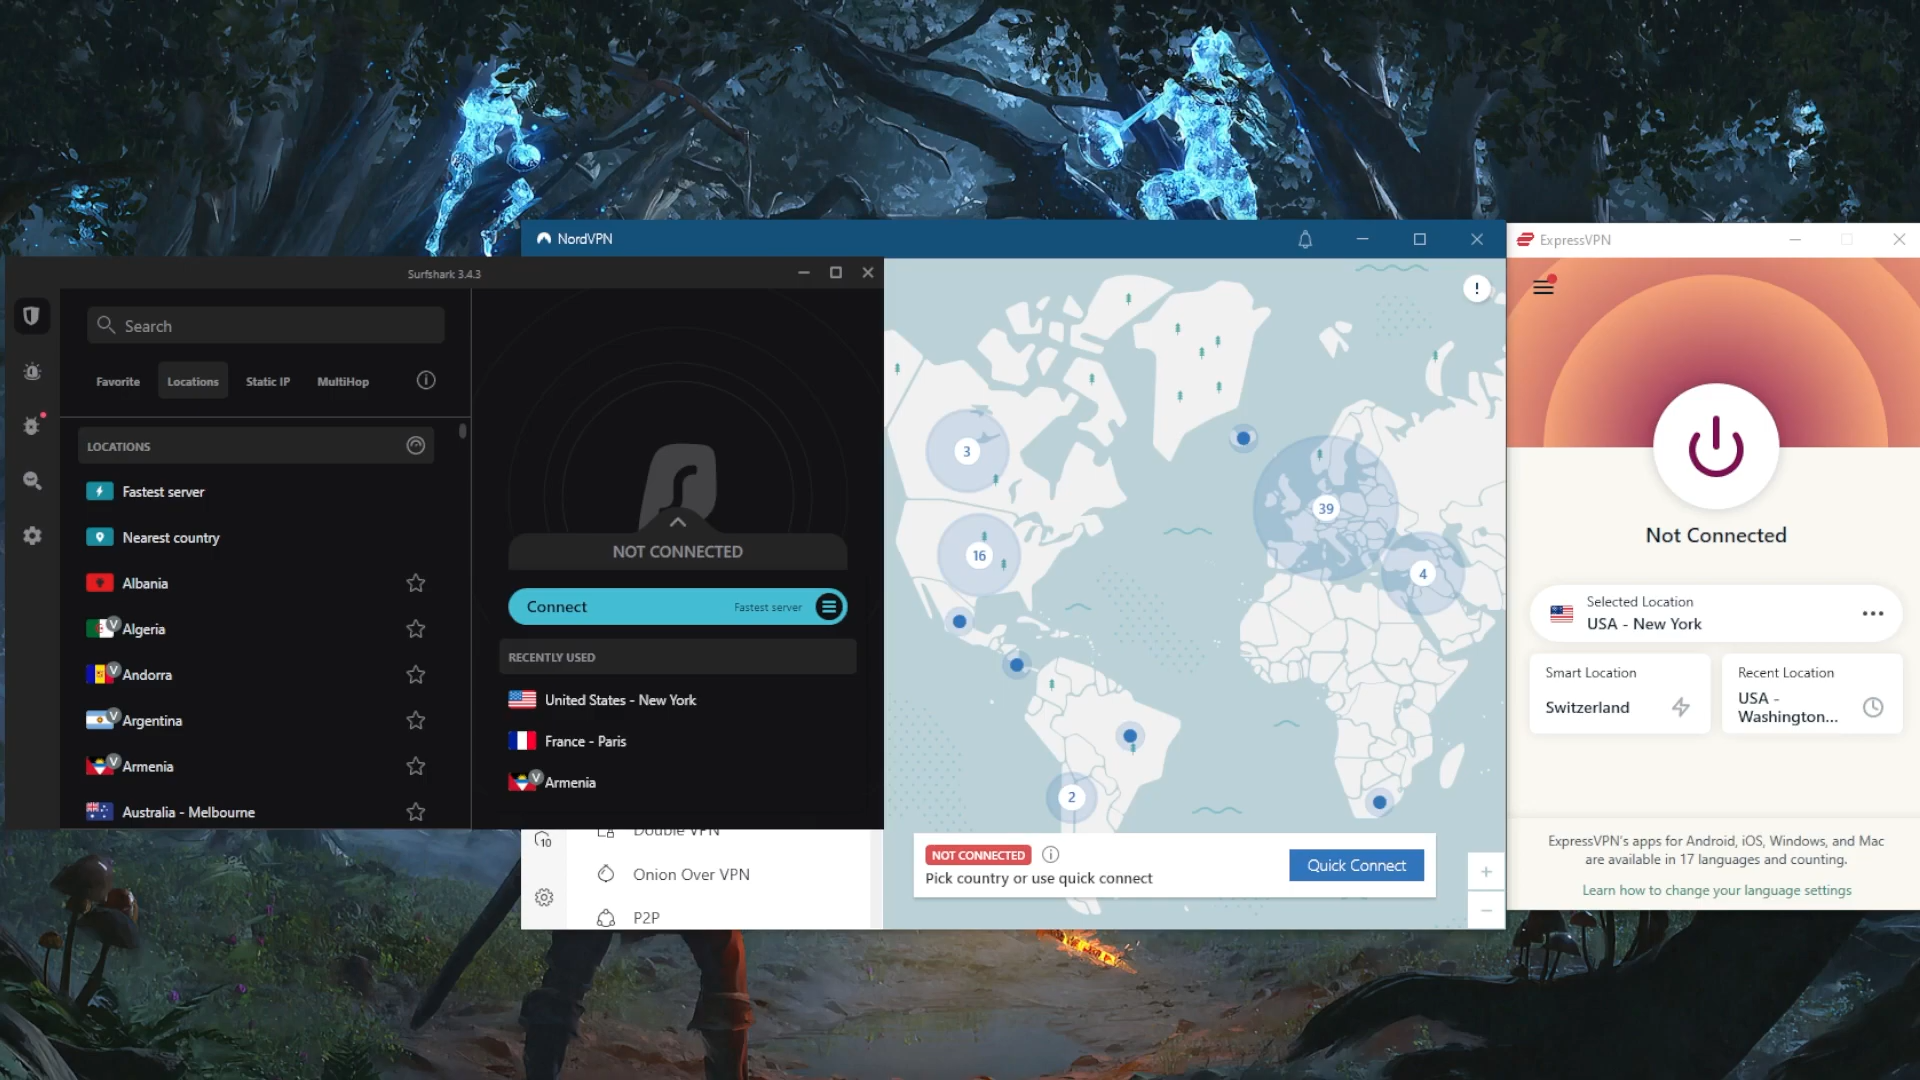 NordVPN
ExpressVPN
Surfshark 3.4.3
Search
Favorite
Locations
Static IP
MultiHop
LOCATIONS
Fastest server
Nearest country
Albania
V Algeria
V Andorra
V Argentina
V Armenia
Australia - Melbourne
NOT CONNECTED
Connect
Fastest server
RECENTLY USED
United States - New York
France - Paris
V Armenia
10
Double VPN
Onion Over VPN
P2P
!
3
39
16
4
2
NOT CONNECTED
Pick country or use quick connect
Quick Connect
+
−
Not Connected
Selected Location
USA - New York
Smart Location
Switzerland
Recent Location
USA -
Washington...
ExpressVPN's apps for Android, iOS, Windows, and Mac
are available in 17 languages and counting.
Learn how to change your language settings